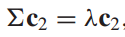 Σc₂ = λc₂,